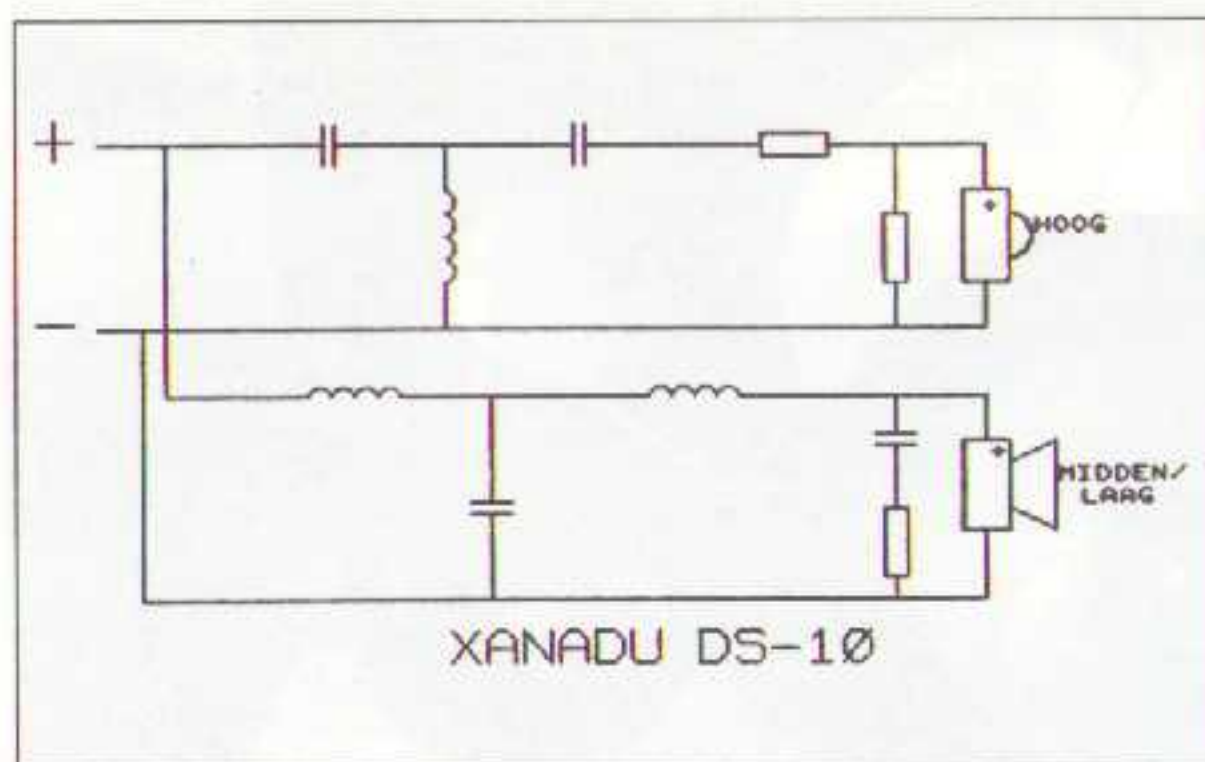 +
HOOG
−
MIDDEN/
LAAG
XANADU DS-10